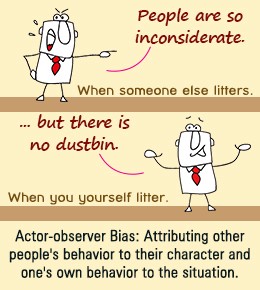 People are so
inconsiderate.
When someone else litters.
... but there is
no dustbin.
When you yourself litter.
Actor-observer Bias: Attributing other
people's behavior to their character and
one's own behavior to the situation.